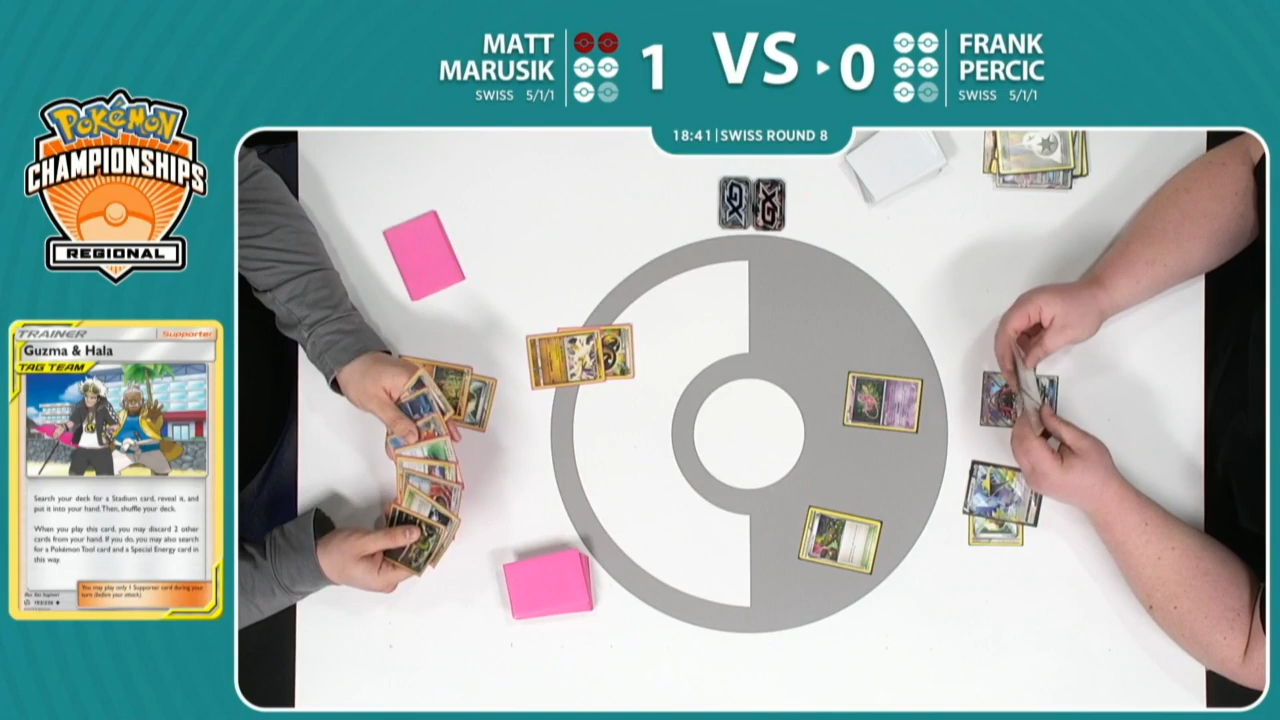 MATT
MARUSIK
SWISS 5/1/1
1
VS
0
FRANK
PERCIC
SWISS 5/1/1
18:41 | SWISS ROUND 8
POKÉMON
CHAMPIONSHIPS
REGIONAL
TRAINER
Supporter
Guzma & Hala
TAG TEAM
Search your deck for a Stadium card, reveal it, and
put it into your hand. Then, shuffle your deck.
When you play this card, you may discard 2 other
cards from your hand. If you do, you may also search
for a Pokémon Tool card and a Special Energy card in
this way.
You may play only 1 Supporter card during your
turn (before your attack).
193/236
GX
GX